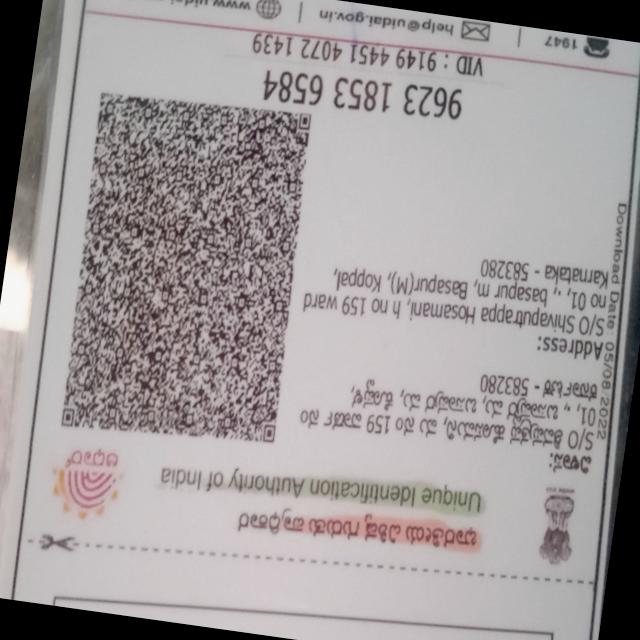 ಭಾರತೀಯ ವಿಶಿಷ್ಟ ಗುರುತು ಪ್ರಾಧಿಕಾರ
Unique Identification Authority of India
ಆಧಾರ್
ವಿಳಾಸ:
S/O ಶಿವಪುತ್ರಪ್ಪ ಹೊಸಮನಿ, ಮ ನಂ 159 ವಾರ್ಡ್ ನಂ
01, ., ಬಸಾಪುರ, ಮ, ಬಸಾಪುರ, ಮ, ಕೊಪ್ಪಳ,
ಕರ್ನಾಟಕ - 583280
Address:
S/O Shivaputrappa Hosamani, h no 159 ward
no 01, ., basapur, m, Basapur(M), Koppal,
Karnataka - 583280
Download Date: 05/08/2022
9623 1853 6584
VID : 9149 4451 4072 1439
1947
help@uidai.gov.in